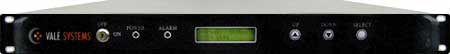 OFF
ON
VALE SYSTEMS
POWER
ALARM
UP
DOWN
SELECT